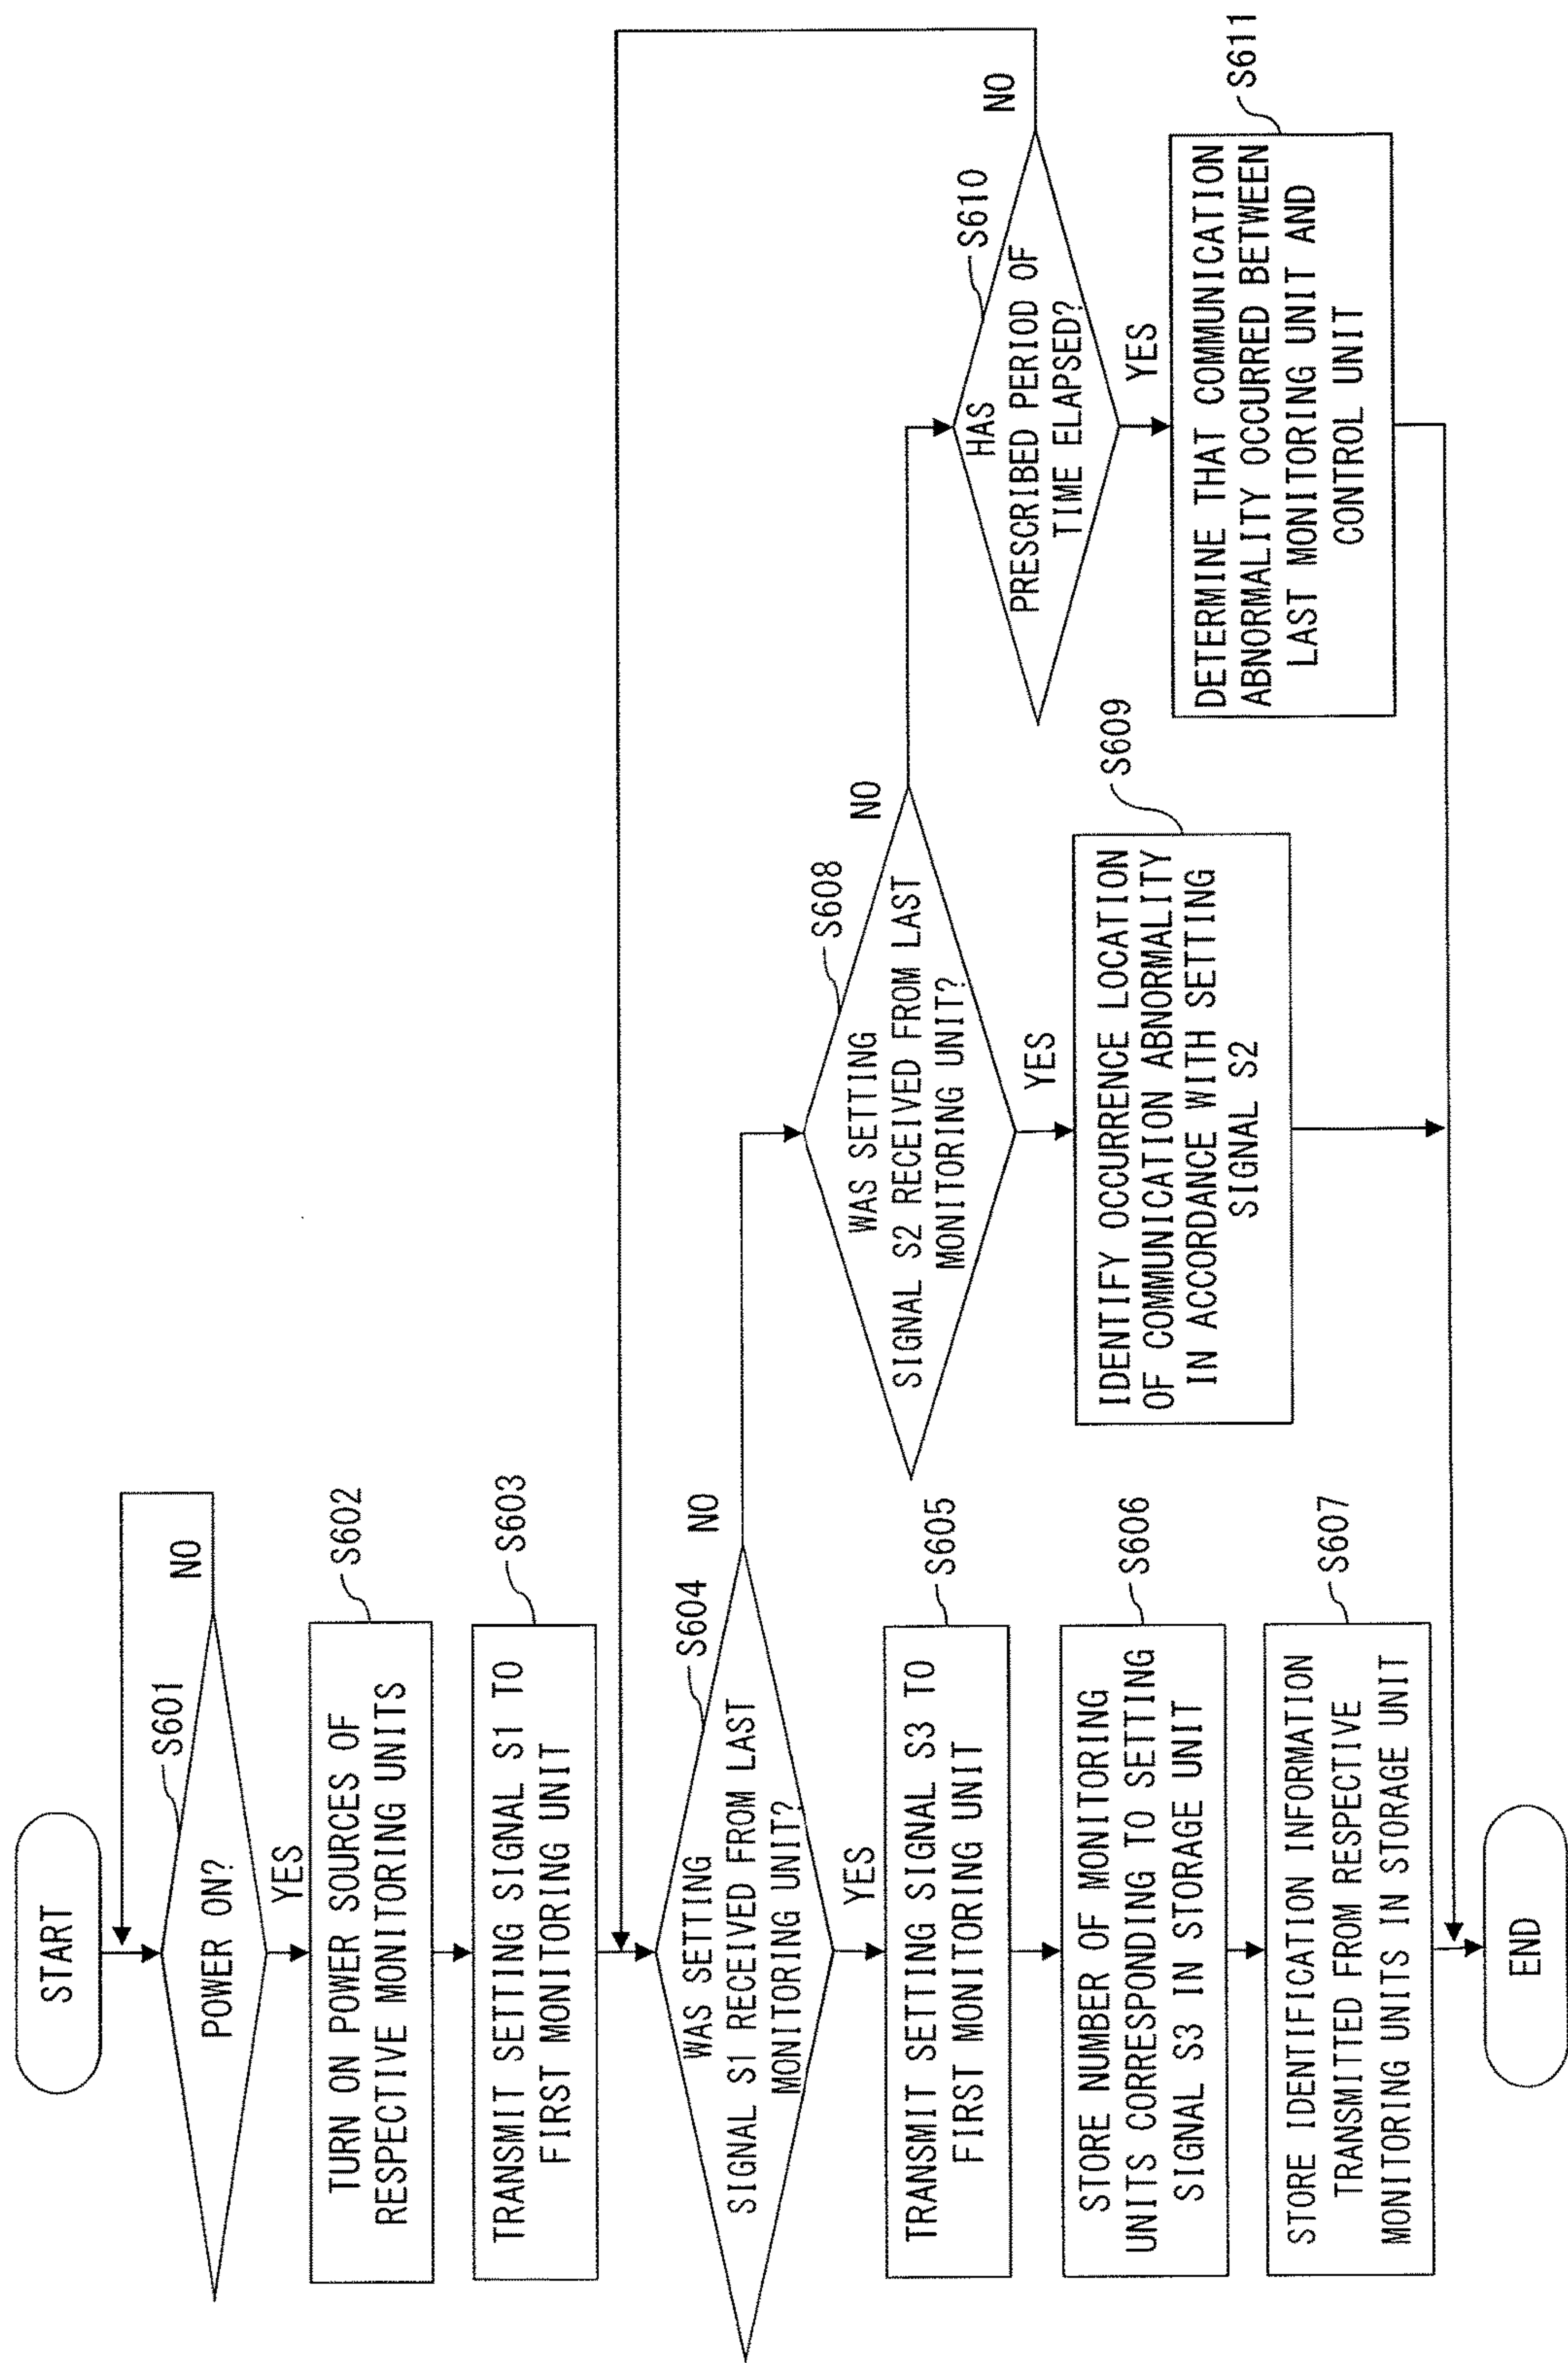 START
S601
POWER ON?
NO
YES
S602
TURN ON POWER SOURCES OF
RESPECTIVE MONITORING UNITS
S603
TRANSMIT SETTING SIGNAL S1 TO
FIRST MONITORING UNIT
S604
WAS SETTING
SIGNAL S1 RECEIVED FROM LAST
MONITORING UNIT?
NO
YES
S605
TRANSMIT SETTING SIGNAL S3 TO
FIRST MONITORING UNIT
S606
STORE NUMBER OF MONITORING
UNITS CORRESPONDING TO SETTING
SIGNAL S3 IN STORAGE UNIT
S607
STORE IDENTIFICATION INFORMATION
TRANSMITTED FROM RESPECTIVE
MONITORING UNITS IN STORAGE UNIT
END
S608
WAS SETTING
SIGNAL S2 RECEIVED FROM LAST
MONITORING UNIT?
NO
YES
S609
IDENTIFY OCCURRENCE LOCATION
OF COMMUNICATION ABNORMALITY
IN ACCORDANCE WITH SETTING
SIGNAL S2
S610
HAS
PRESCRIBED PERIOD OF
TIME ELAPSED?
NO
YES
S611
DETERMINE THAT COMMUNICATION
ABNORMALITY OCCURRED BETWEEN
LAST MONITORING UNIT AND
CONTROL UNIT